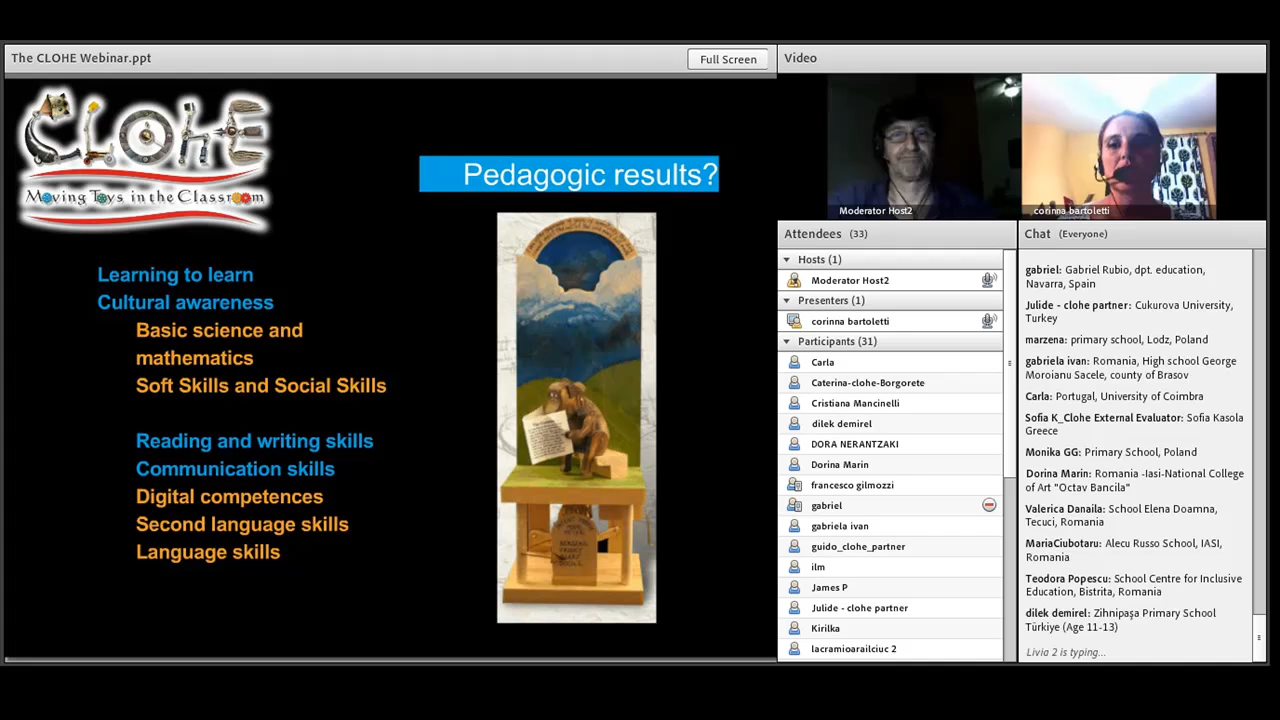 The CLOHE Webinar.ppt
Full Screen
CLOHE
Moving Toys in the Classroom
Pedagogic results?
Learning to learn
Cultural awareness
Basic science and
mathematics
Soft Skills and Social Skills
Reading and writing skills
Communication skills
Digital competences
Second language skills
Language skills
Video
Moderator Host2
corinna bartoletti
Attendees (33)
Hosts (1)
Moderator Host2
Presenters (1)
corinna bartoletti
Participants (31)
Carla
Caterina-clohe-Borgorete
Cristiana Mancinelli
dilek demirel
DORA NERANTZAKI
Dorina Marin
francesco gilmozzi
gabriel
gabriela ivan
guido_clohe_partner
ilm
James P
Julide - clohe partner
Kirilka
lacramioarailciuc 2
Chat (Everyone)
gabriel: Gabriel Rubio, dpt. education,
Navarra, Spain
Julide - clohe partner: Cukurova University,
Turkey
marzena: primary school, Lodz, Poland
gabriela ivan: Romania, High school George
Moroianu Sacele, county of Brasov
Carla: Portugal, University of Coimbra
Sofia K_Clohe External Evaluator: Sofia Kasola
Greece
Monika GG: Primary School, Poland
Dorina Marin: Romania -Iasi-National College
of Art "Octav Bancila"
Valerica Danaila: School Elena Doamna,
Tecuci, Romania
MariaCiubotaru: Alecu Russo School, IASI,
Romania
Teodora Popescu: School Centre for Inclusive
Education, Bistrita, Romania
dilek demirel: Zihnipaşa Primary School
Türkiye (Age 11-13)
Livia 2 is typing...